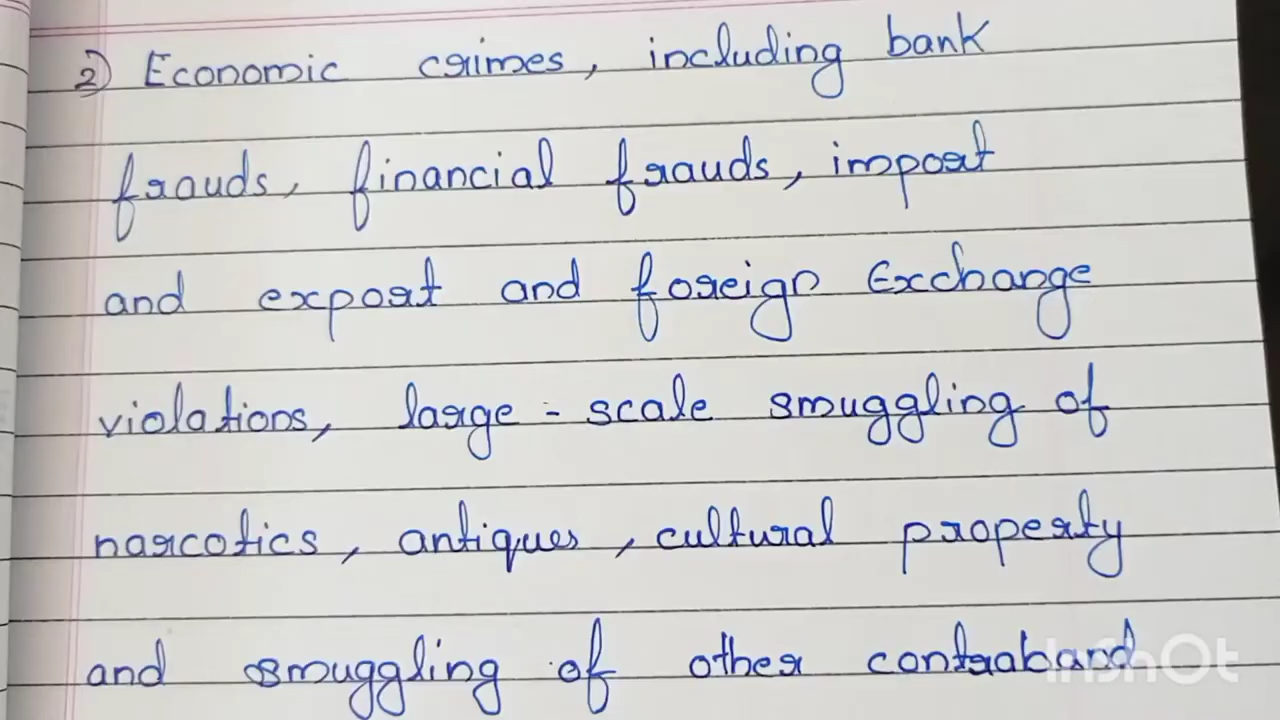 2) Economic crimes, including bank
frauds, financial frauds, import
and export and foreign Exchange
violations, large-scale smuggling of
narcotics, antiques, cultural property
and smuggling of other contraband
InShOt